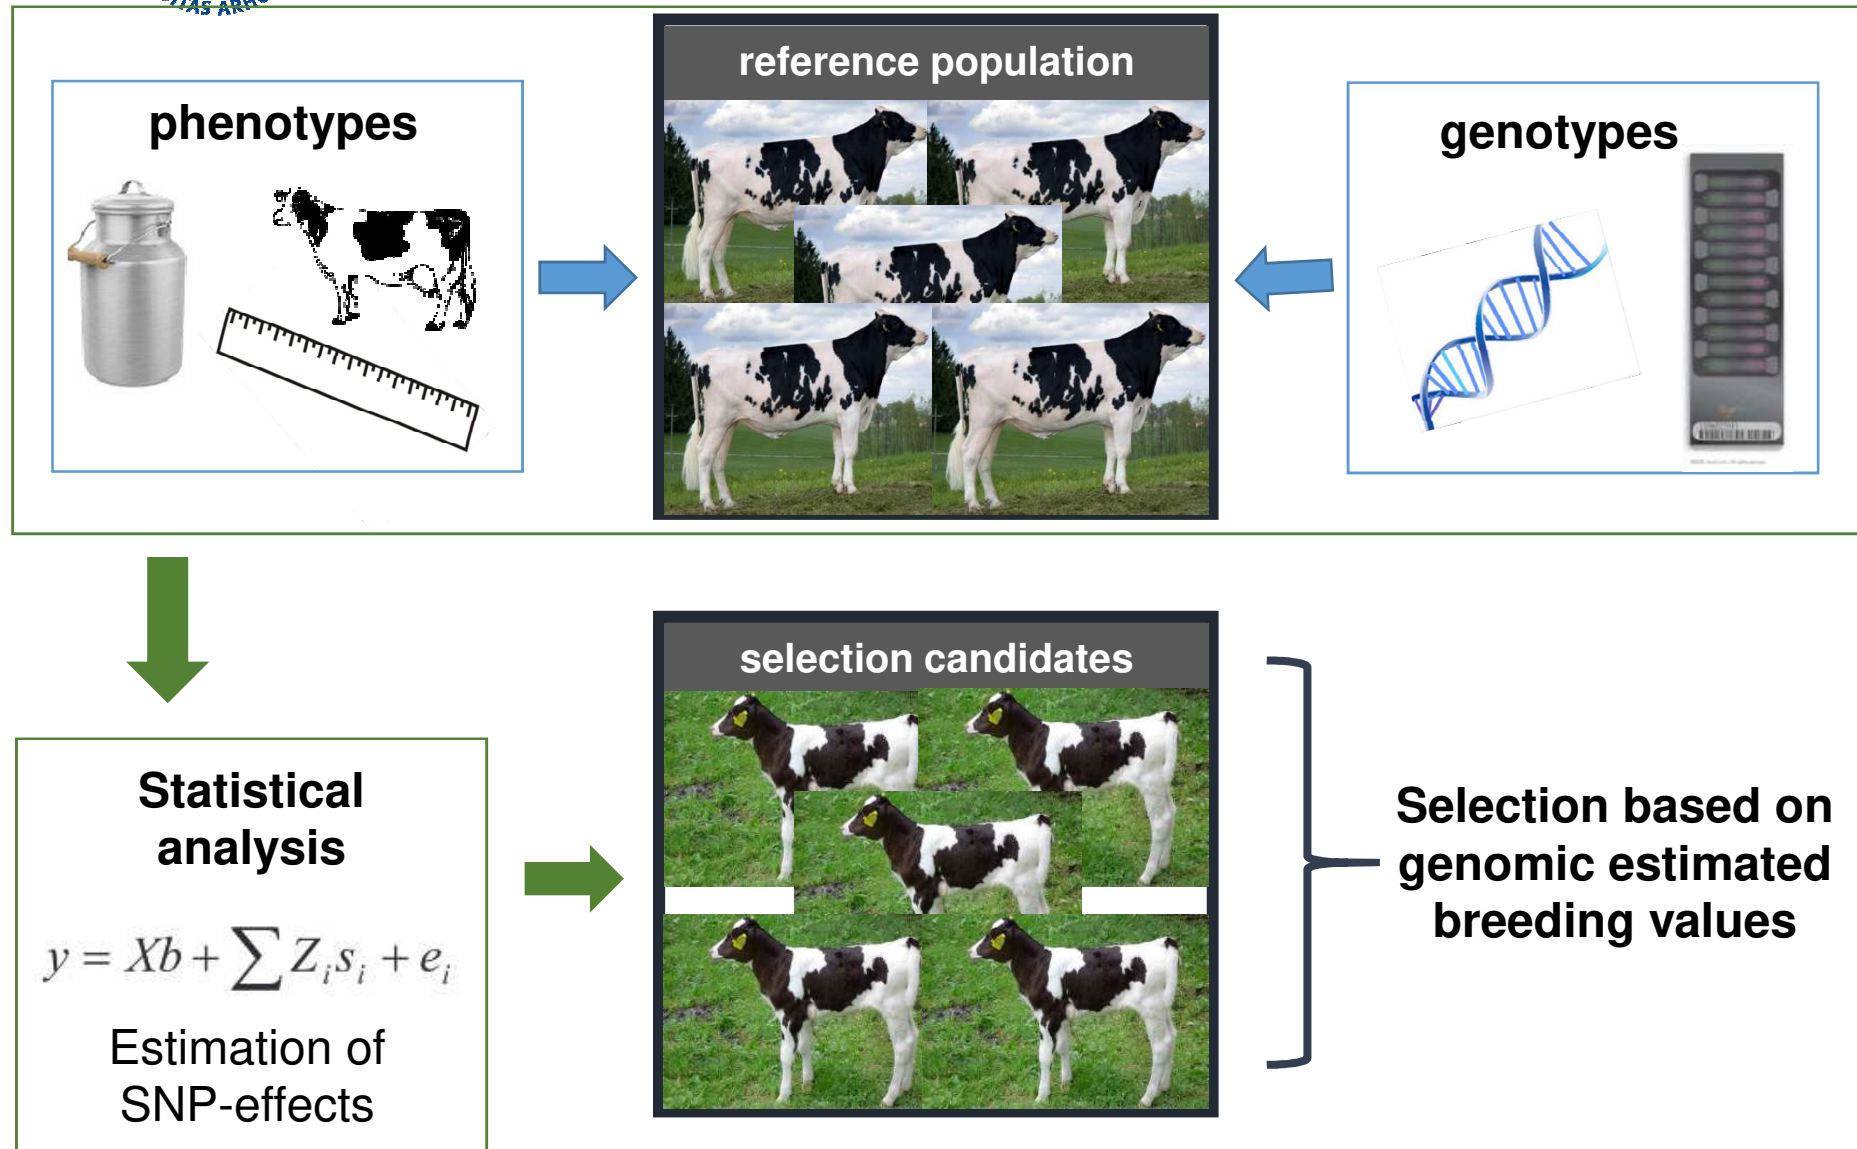 reference population
phenotypes
genotypes
selection candidates
Statistical
analysis
y = Xb + ∑ Z_i s_i + e_i
Estimation of
SNP-effects
Selection based on
genomic estimated
breeding values